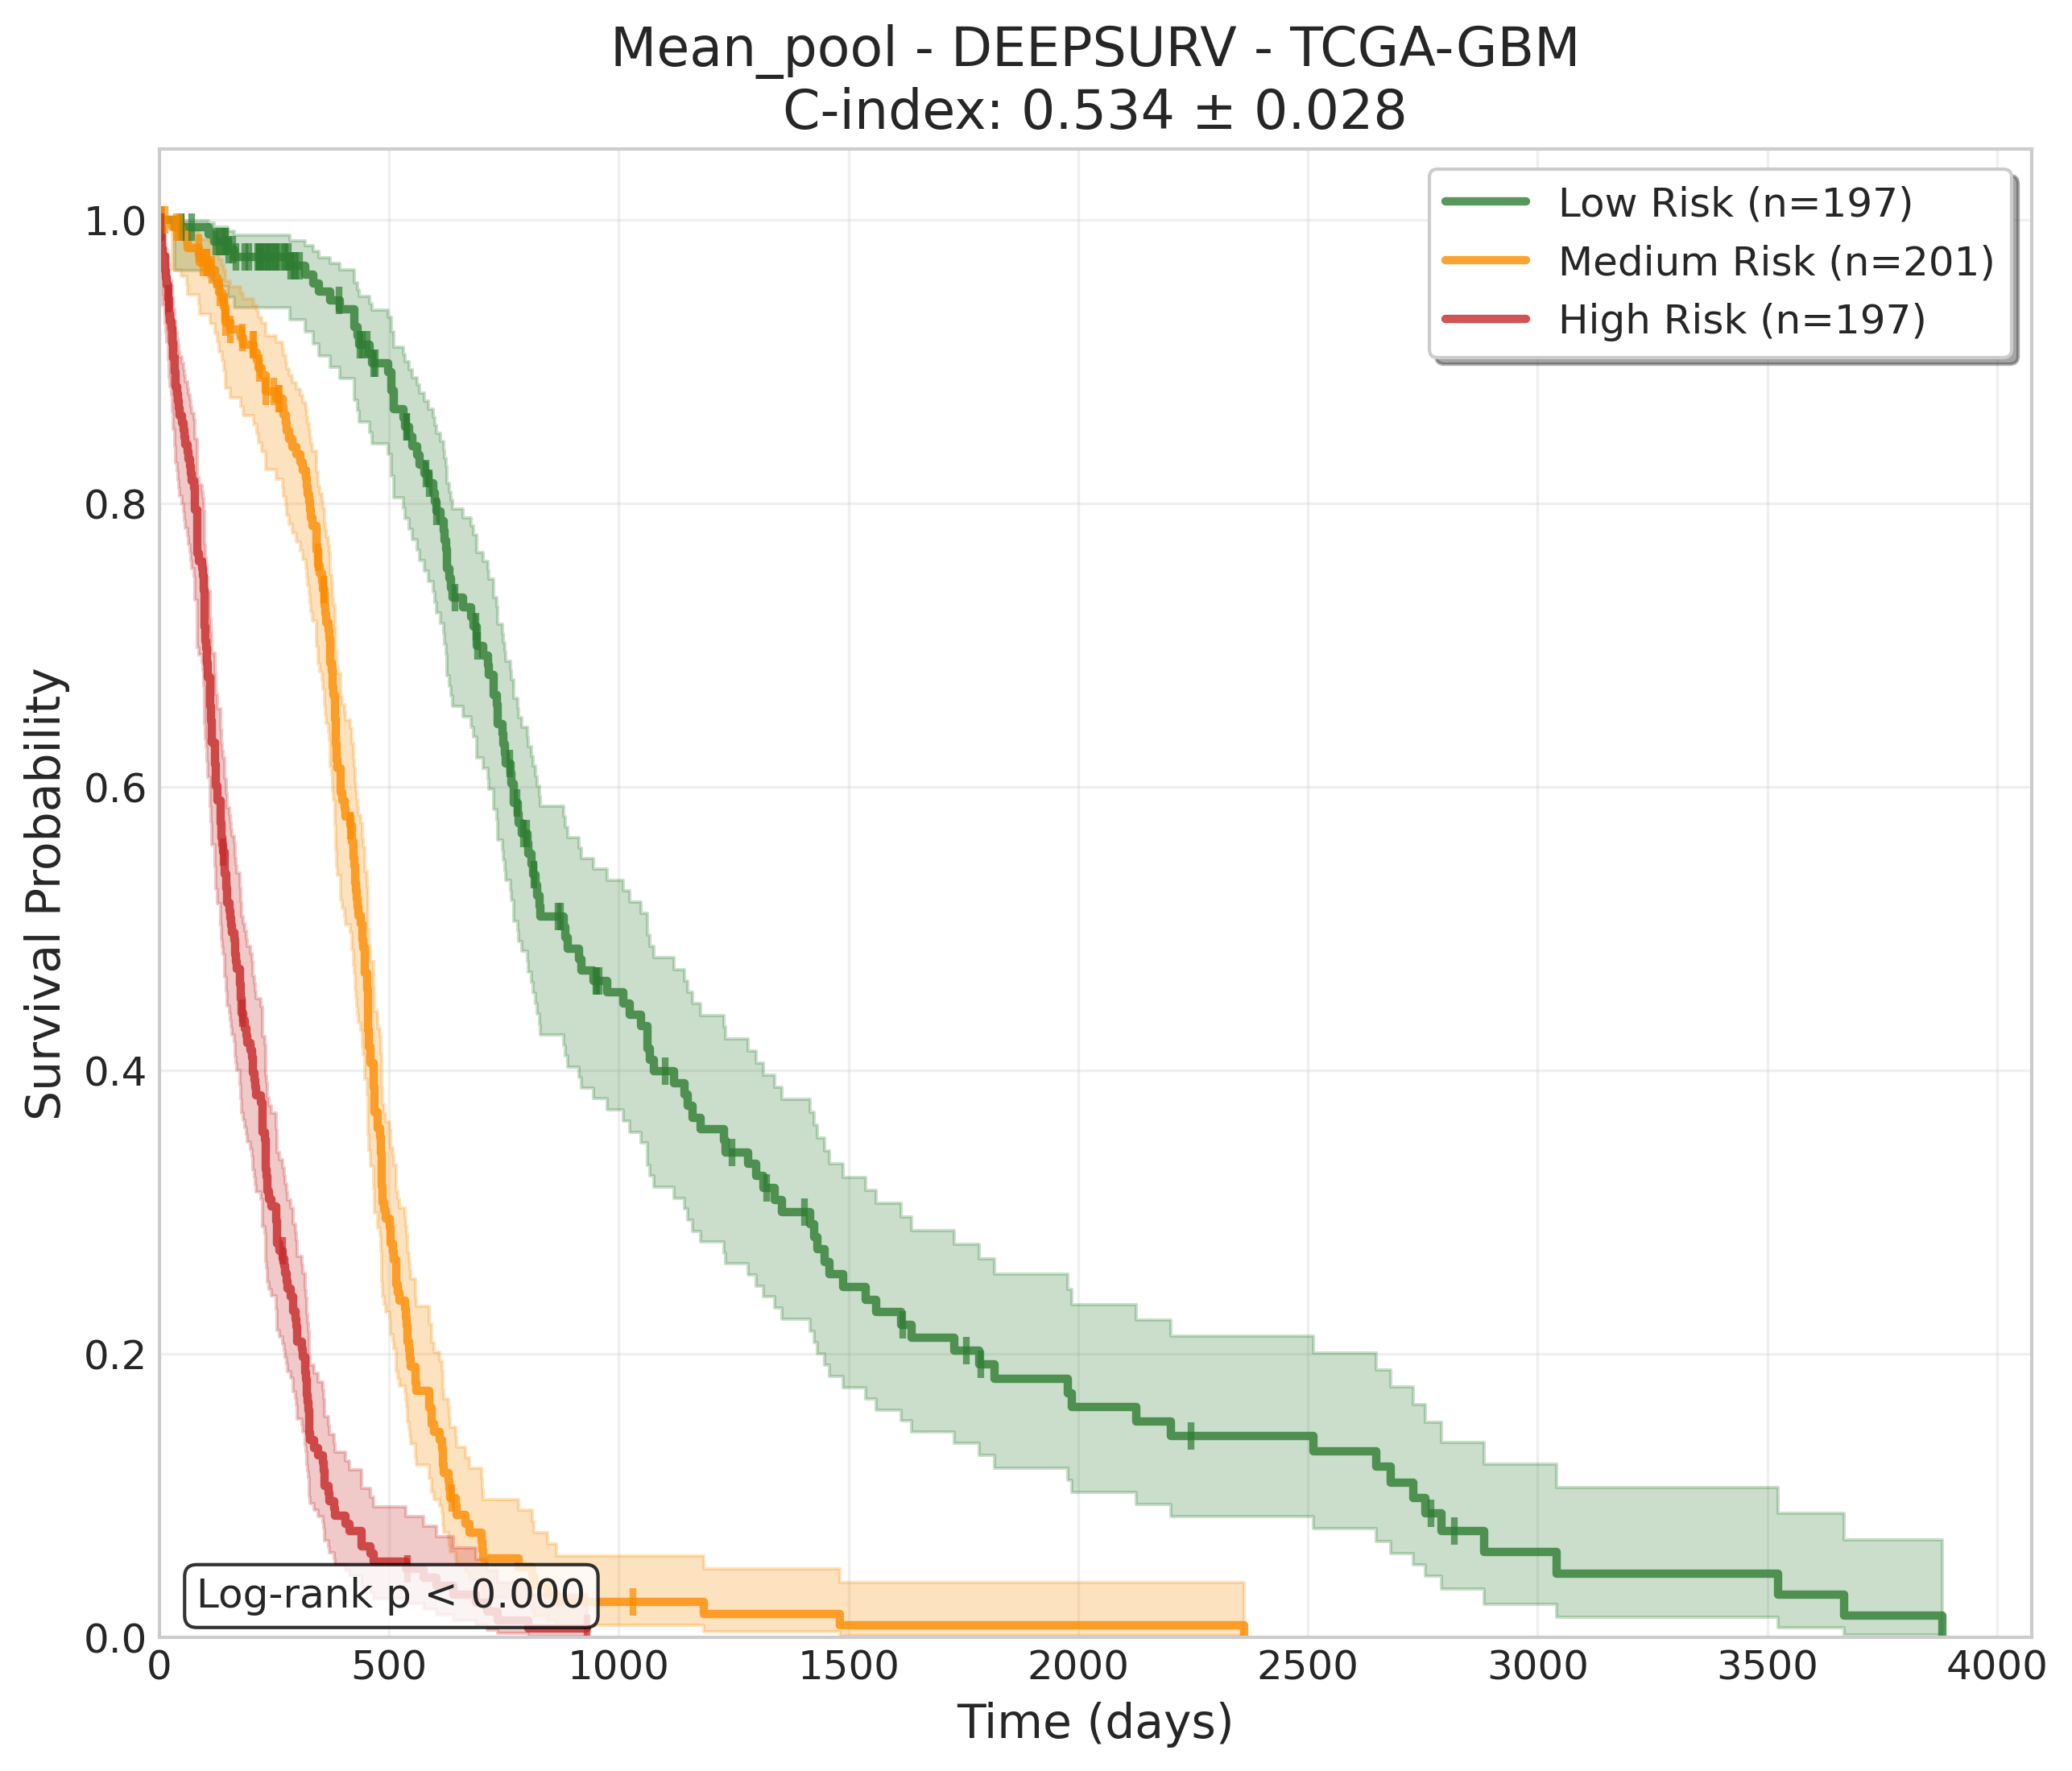 Mean_pool - DEEPSURV - TCGA-GBM
C-index: 0.534 ± 0.028
Low Risk (n=197)
Medium Risk (n=201)
High Risk (n=197)
Survival Probability
1.0
0.8
0.6
0.4
0.2
0.0
Log-rank p < 0.000
0 500 1000 1500 2000 2500 3000 3500 4000
Time (days)